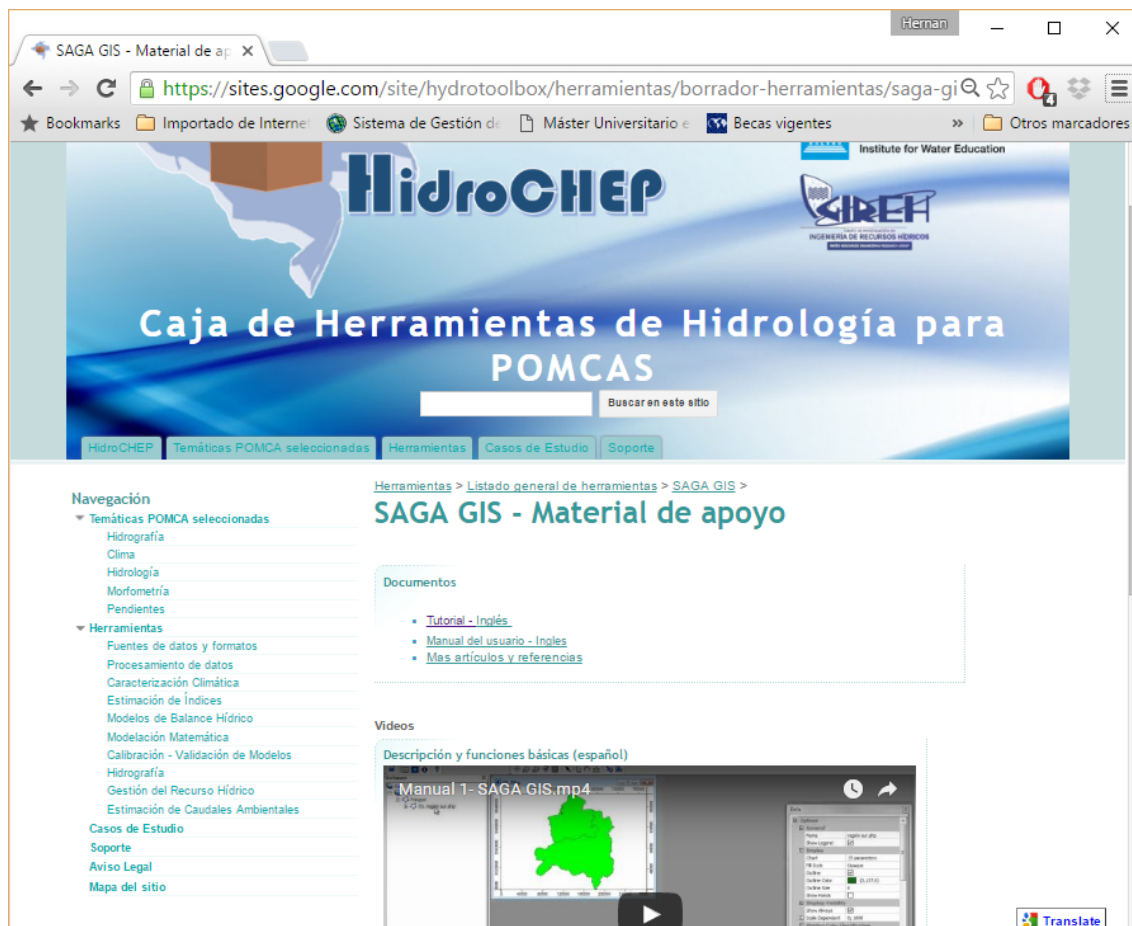 Hernan
SAGA GIS - Material de ap
https://sites.google.com/site/hydrotoolbox/herramientas/borrador-herramientas/saga-gi
4
Bookmarks Importado de Internet Sistema de Gestión de Máster Universitario e Becas vigentes » Otros marcadores
Institute for Water Education
HidroCHEP
GIREH
INGENIERÍA DE RECURSOS HÍDRICOS
Caja de Herramientas de Hidrología para
POMCAS
Buscar en este sitio
HidroCHEP Temáticas POMCA seleccionadas Herramientas Casos de Estudio Soporte
Navegación
Temáticas POMCA seleccionadas
Hidrografía
Clima
Hidrología
Morfometría
Pendientes
Herramientas
Fuentes de datos y formatos
Procesamiento de datos
Caracterización Climática
Estimación de Ìndices
Modelos de Balance Hídrico
Modelación Matemática
Calibración - Validación de Modelos
Hidrografía
Gestión del Recurso Hídrico
Estimación de Caudales Ambientales
Casos de Estudio
Soporte
Aviso Legal
Mapa del sitio
Herramientas > Listado general de herramientas > SAGA GIS >
SAGA GIS - Material de apoyo
Documentos
Tutorial - Inglés
Manual del usuario - Ingles
Mas artículos y referencias
Videos
Descripción y funciones básicas (español)
Manual 1- SAGA GIS.mp4
Translate